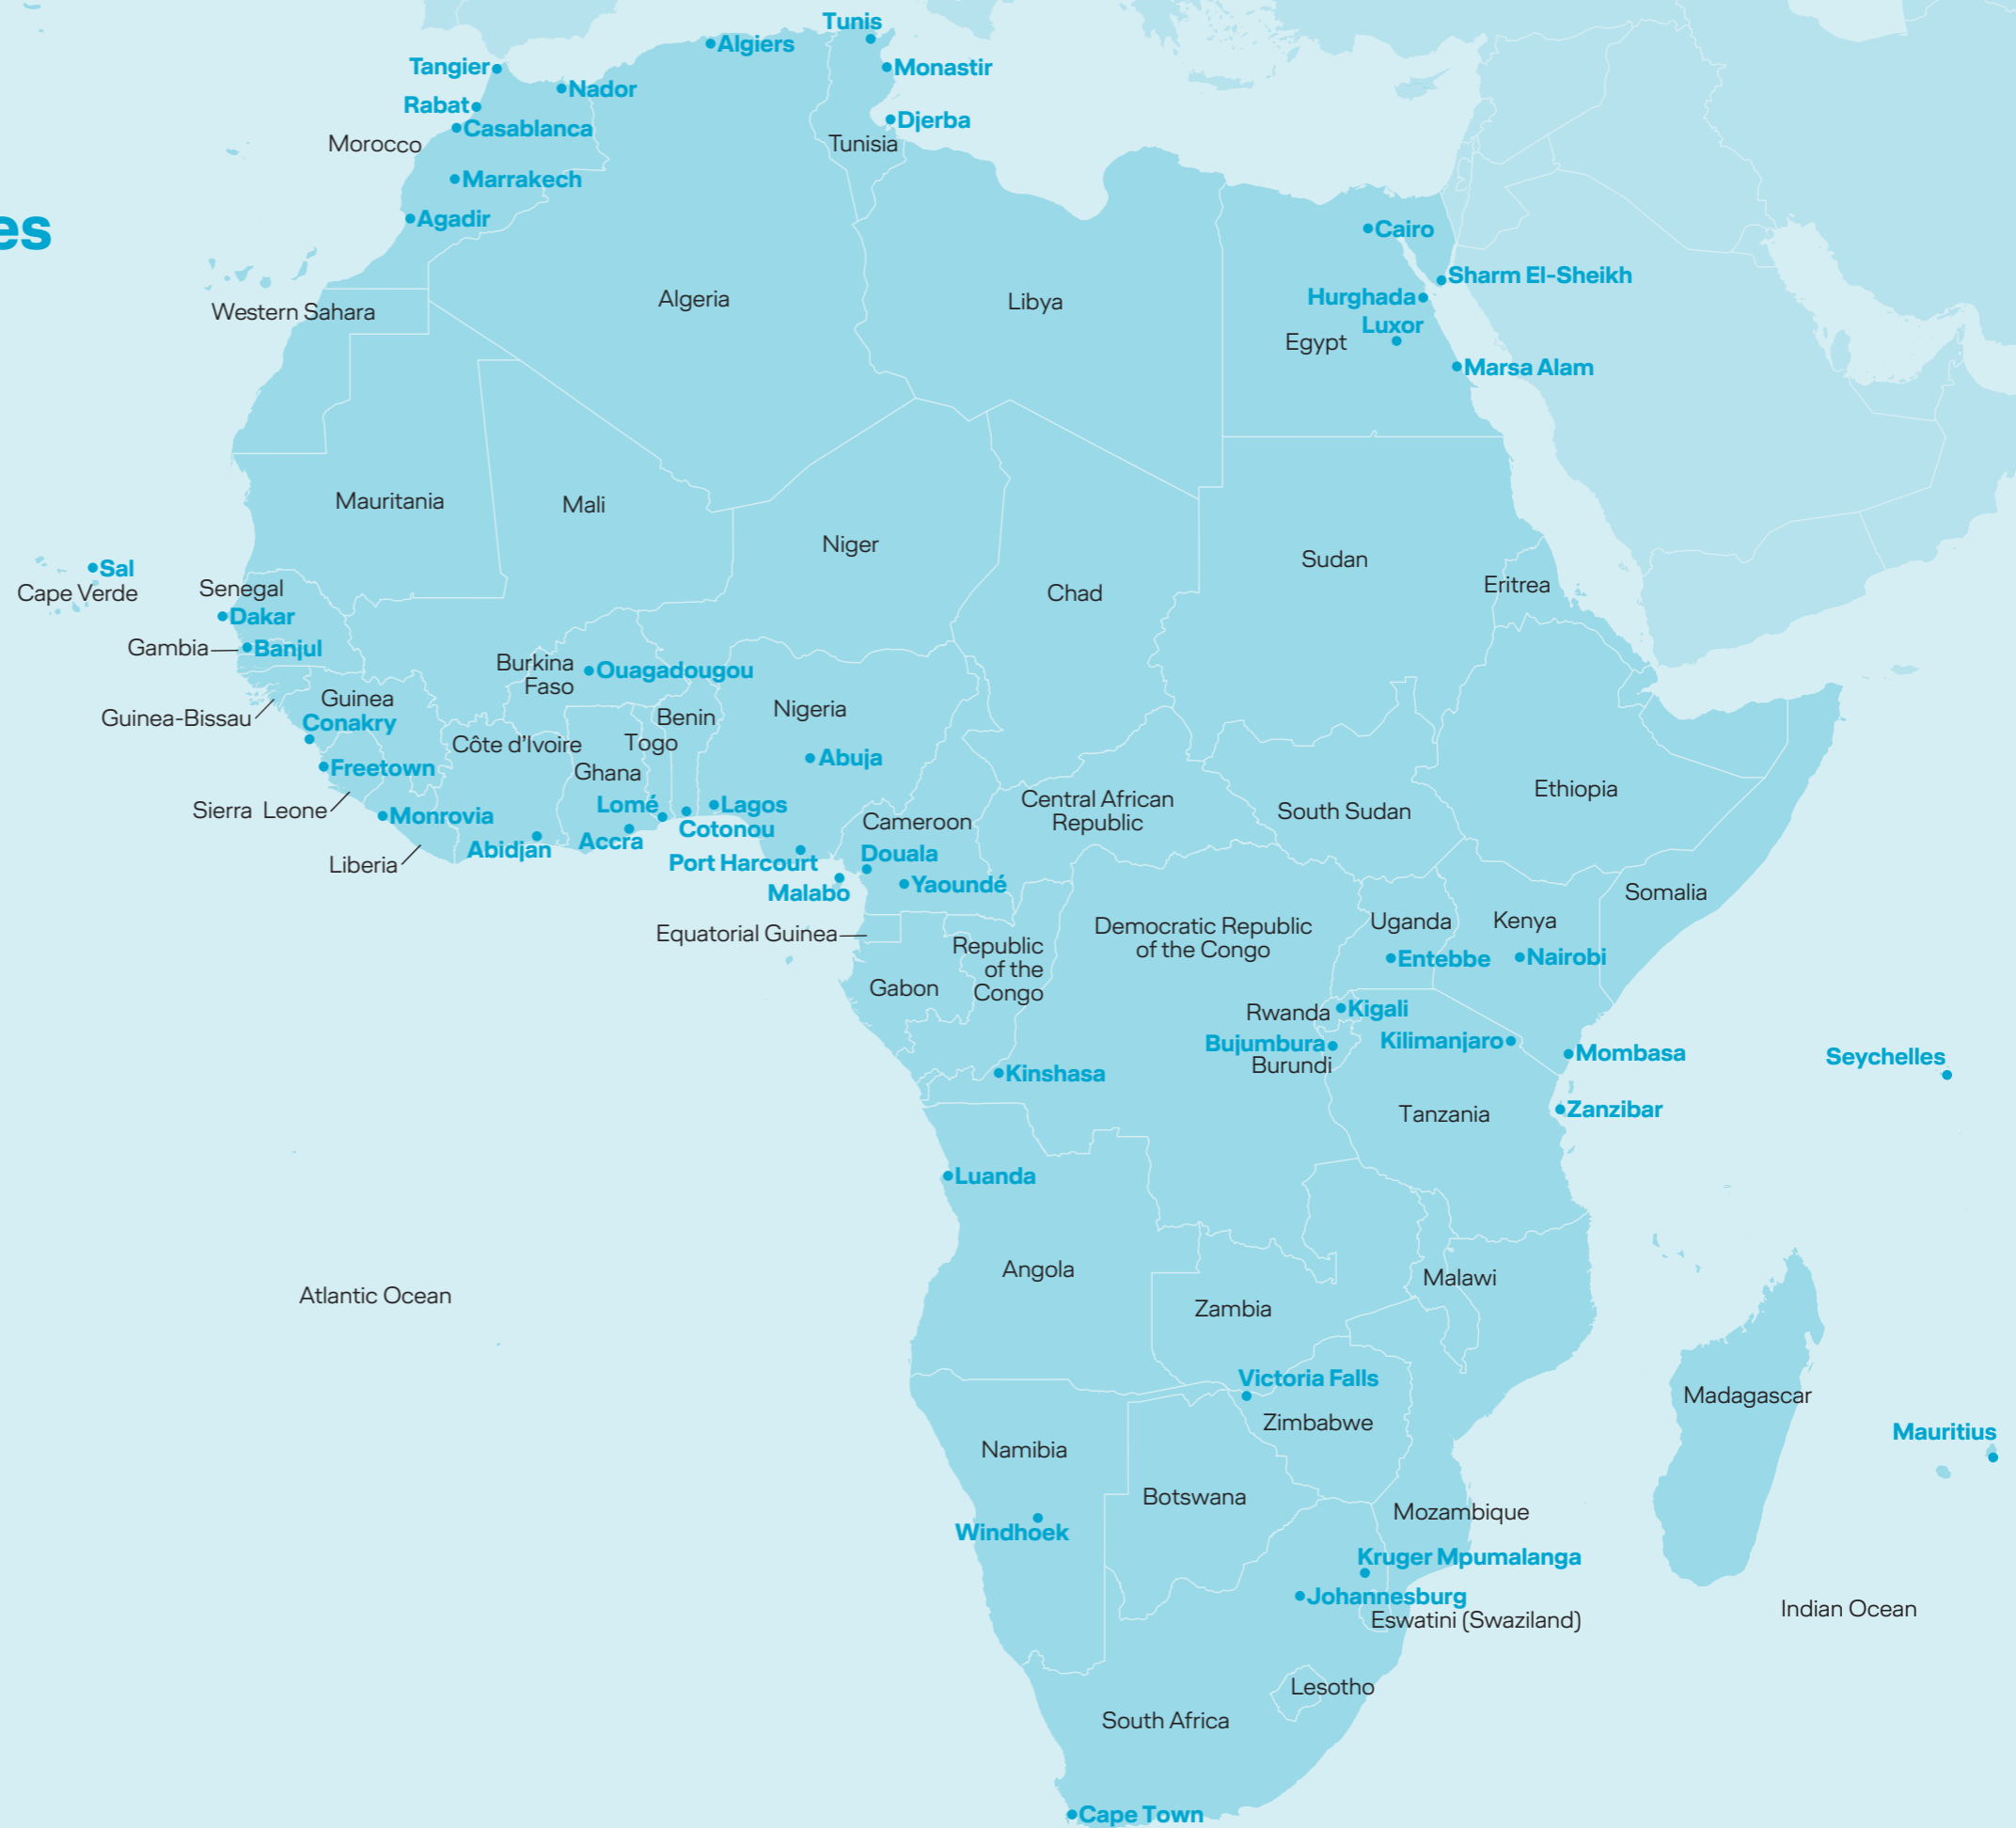 Tunis
Algiers
Tangier
Monastir
Nador
Rabat
Casablanca
Djerba
Morocco
Tunisia
Marrakech
Agadir
es
Cairo
Sharm El-Sheikh
Hurghada
Algeria
Libya
Western Sahara
Luxor
Egypt
Marsa Alam
Mauritania
Mali
Niger
Sudan
Sal
Cape Verde
Senegal
Chad
Eritrea
Dakar
Gambia
Banjul
Burkina
Faso
Ouagadougou
Guinea
Guinea-Bissau
Conakry
Benin
Nigeria
Côte d'Ivoire
Togo
Abuja
Freetown
Ghana
Ethiopia
Sierra Leone
Central African
Republic
South Sudan
Lomé
Lagos
Monrovia
Cotonou
Cameroon
Abidjan
Accra
Liberia
Port Harcourt
Douala
Malabo
Yaoundé
Somalia
Equatorial Guinea
Republic
of the
Congo
Democratic Republic
of the Congo
Uganda
Kenya
Entebbe
Nairobi
Gabon
Rwanda
Kigali
Bujumbura
Burundi
Kilimanjaro
Mombasa
Seychelles
Kinshasa
Tanzania
Zanzibar
Luanda
Angola
Malawi
Atlantic Ocean
Zambia
Victoria Falls
Zimbabwe
Madagascar
Mauritius
Namibia
Botswana
Mozambique
Windhoek
Kruger Mpumalanga
Johannesburg
Eswatini (Swaziland)
Indian Ocean
Lesotho
South Africa
Cape Town